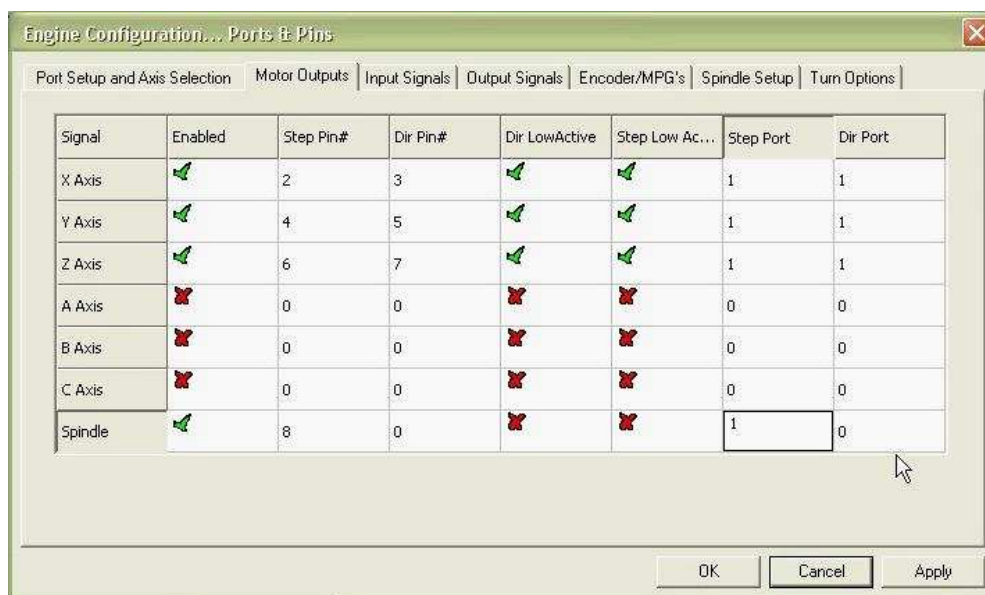 Engine Configuration... Ports & Pins
Port Setup and Axis Selection Motor Outputs Input Signals Output Signals Encoder/MPG's Spindle Setup Turn Options
Signal Enabled Step Pin# Dir Pin# Dir LowActive Step Low Ac... Step Port Dir Port
X Axis 2 3 1 1
Y Axis 4 5 1 1
Z Axis 6 7 1 1
A Axis 0 0 0 0
B Axis 0 0 0 0
C Axis 0 0 0 0
Spindle 8 0 1 0
OK Cancel Apply